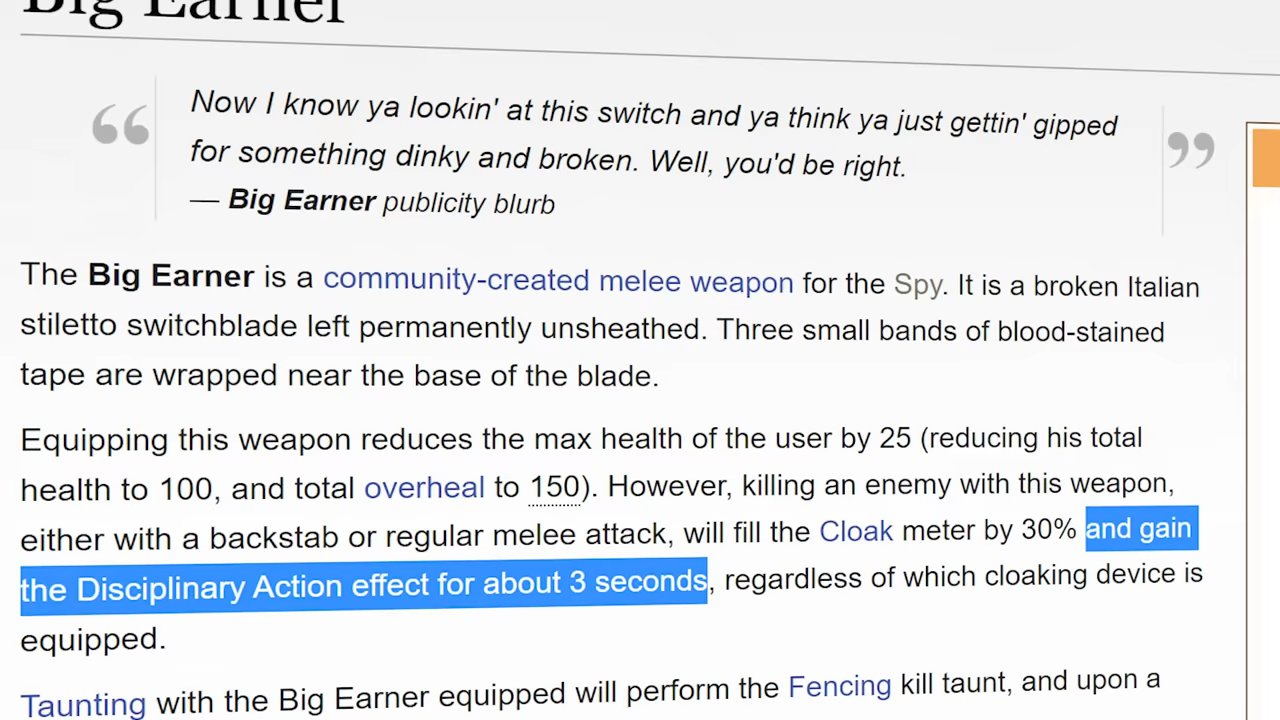 Big Earner
Now I know ya lookin' at this switch and ya think ya just gettin' gipped
for something dinky and broken. Well, you'd be right.
— Big Earner publicity blurb
The Big Earner is a community-created melee weapon for the Spy. It is a broken Italian
stiletto switchblade left permanently unsheathed. Three small bands of blood-stained
tape are wrapped near the base of the blade.
Equipping this weapon reduces the max health of the user by 25 (reducing his total
health to 100, and total overheal to 150). However, killing an enemy with this weapon,
either with a backstab or regular melee attack, will fill the Cloak meter by 30% and gain
the Disciplinary Action effect for about 3 seconds, regardless of which cloaking device is
equipped.
Taunting with the Big Earner equipped will perform the Fencing kill taunt, and upon a